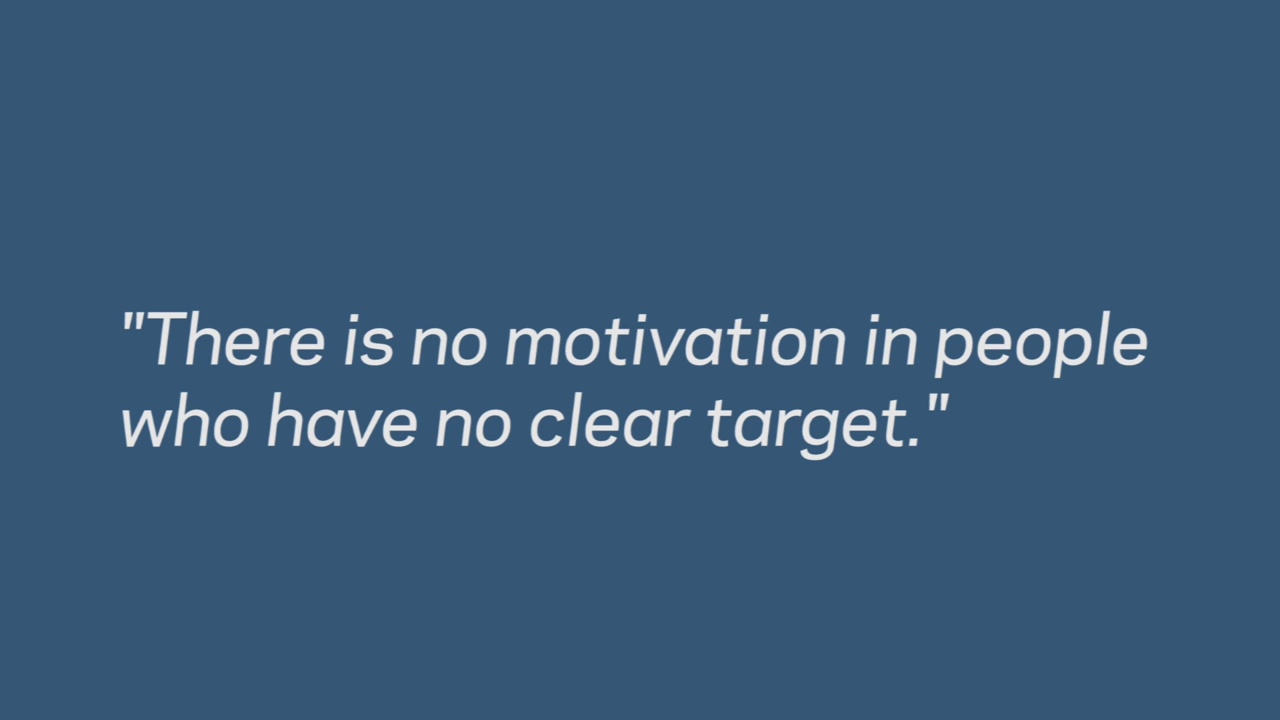 "There is no motivation in people
who have no clear target."